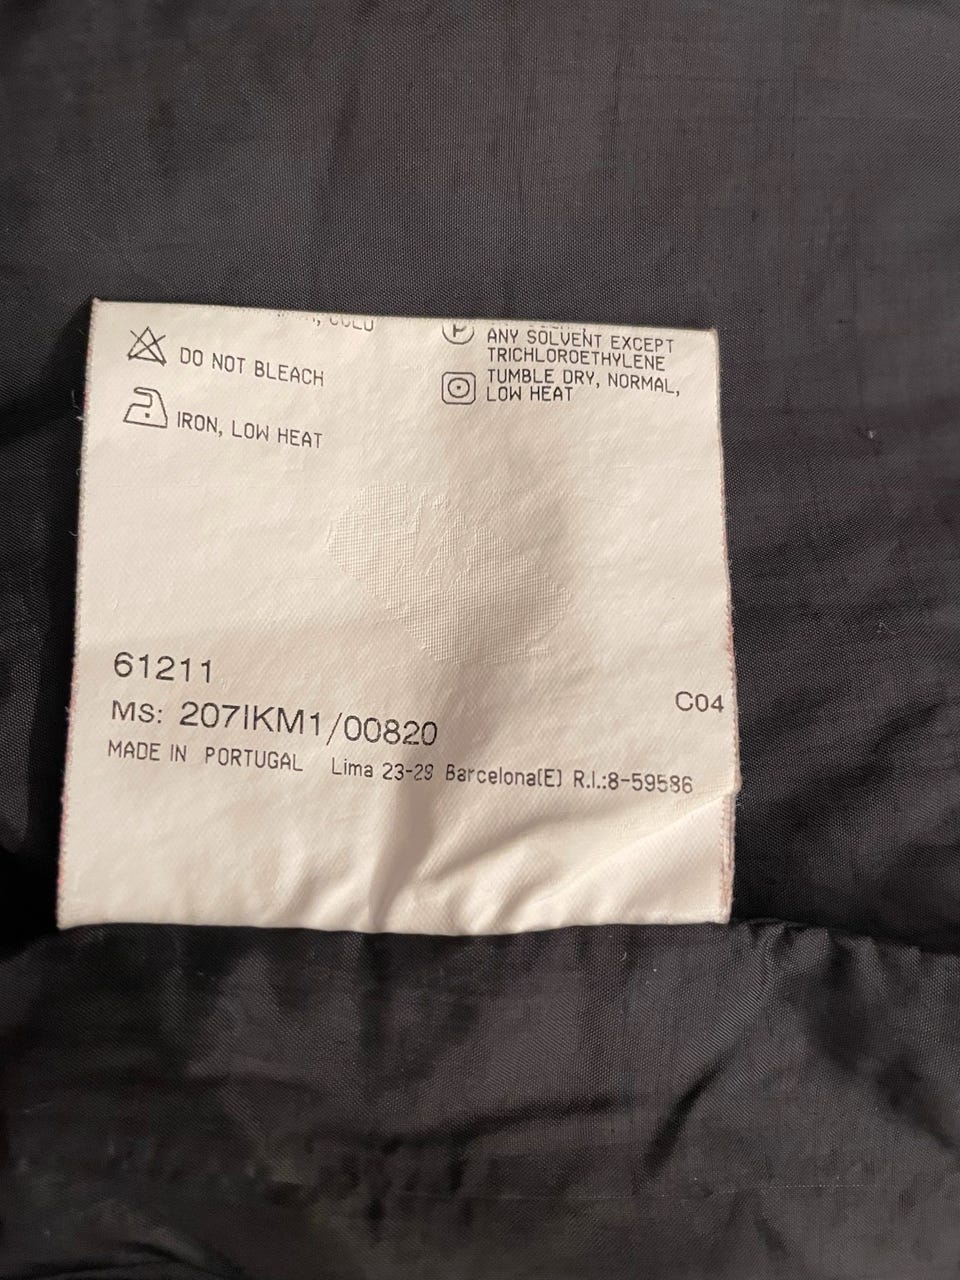 COLD
DO NOT BLEACH
IRON, LOW HEAT
P
ANY SOLVENT EXCEPT
TRICHLOROETHYLENE
TUMBLE DRY, NORMAL,
LOW HEAT
61211
C04
MS: 207IKM1/00820
MADE IN PORTUGAL Lima 23-29 Barcelona(E) R.I.:8-59586